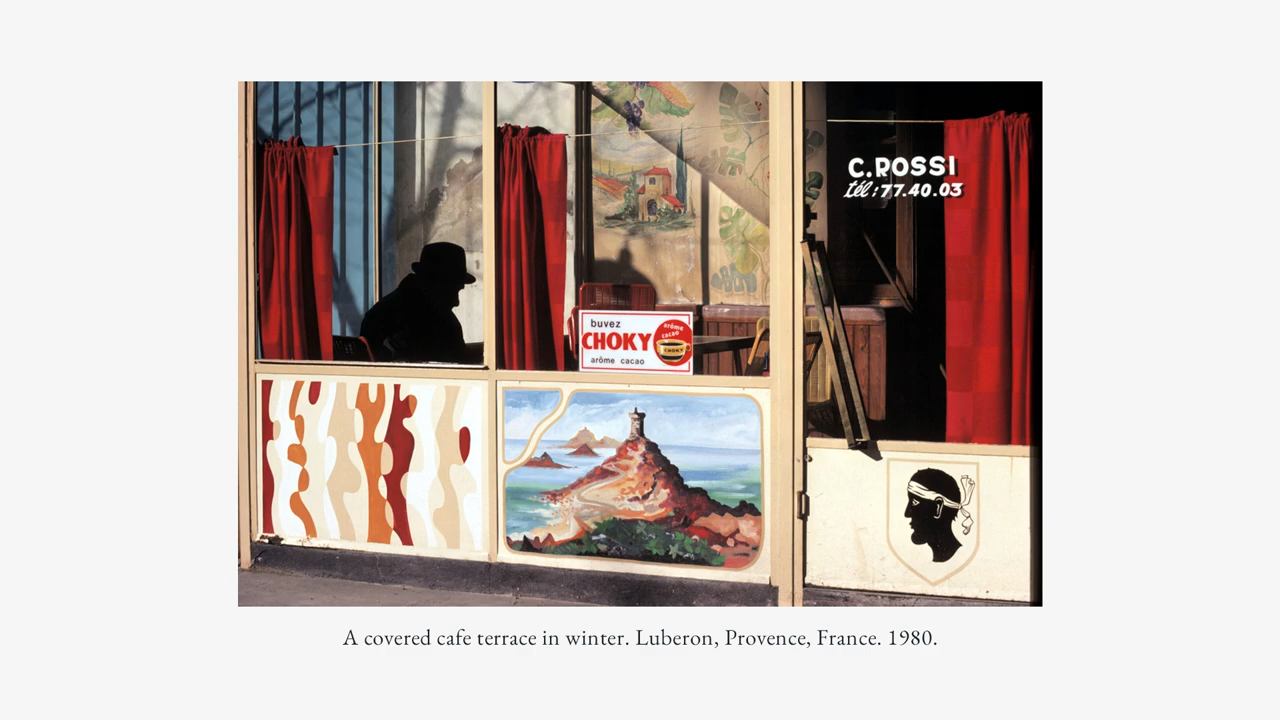 C.ROSSI
tél: 77.40.03
buvez
CHOKY
arôme cacao
arôme
cacao
CHOKY
A covered cafe terrace in winter. Luberon, Provence, France. 1980.